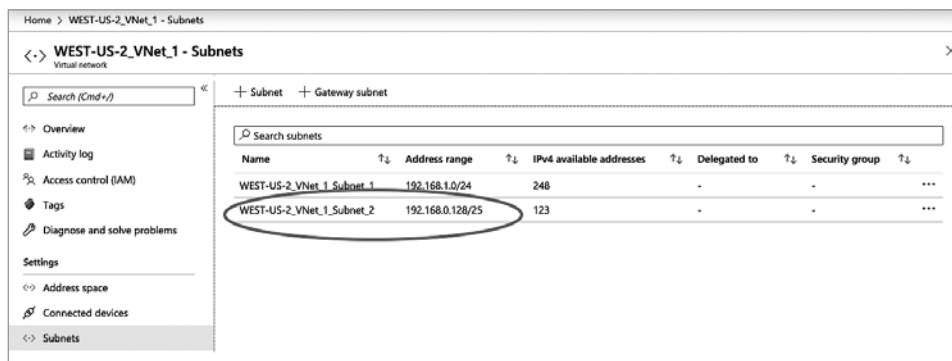 Home > WEST-US-2_VNet_1 - Subnets
WEST-US-2_VNet_1 - Subnets
Virtual network
Search (Cmd+/)
Overview
Activity log
Access control (IAM)
Tags
Diagnose and solve problems
Settings
Address space
Connected devices
Subnets
+ Subnet + Gateway subnet
Search subnets
Name Address range IPv4 available addresses Delegated to Security group
WEST-US-2_VNet_1_Subnet_1 192.168.1.0/24 248 - -
WEST-US-2_VNet_1_Subnet_2 192.168.0.128/25 123 - -